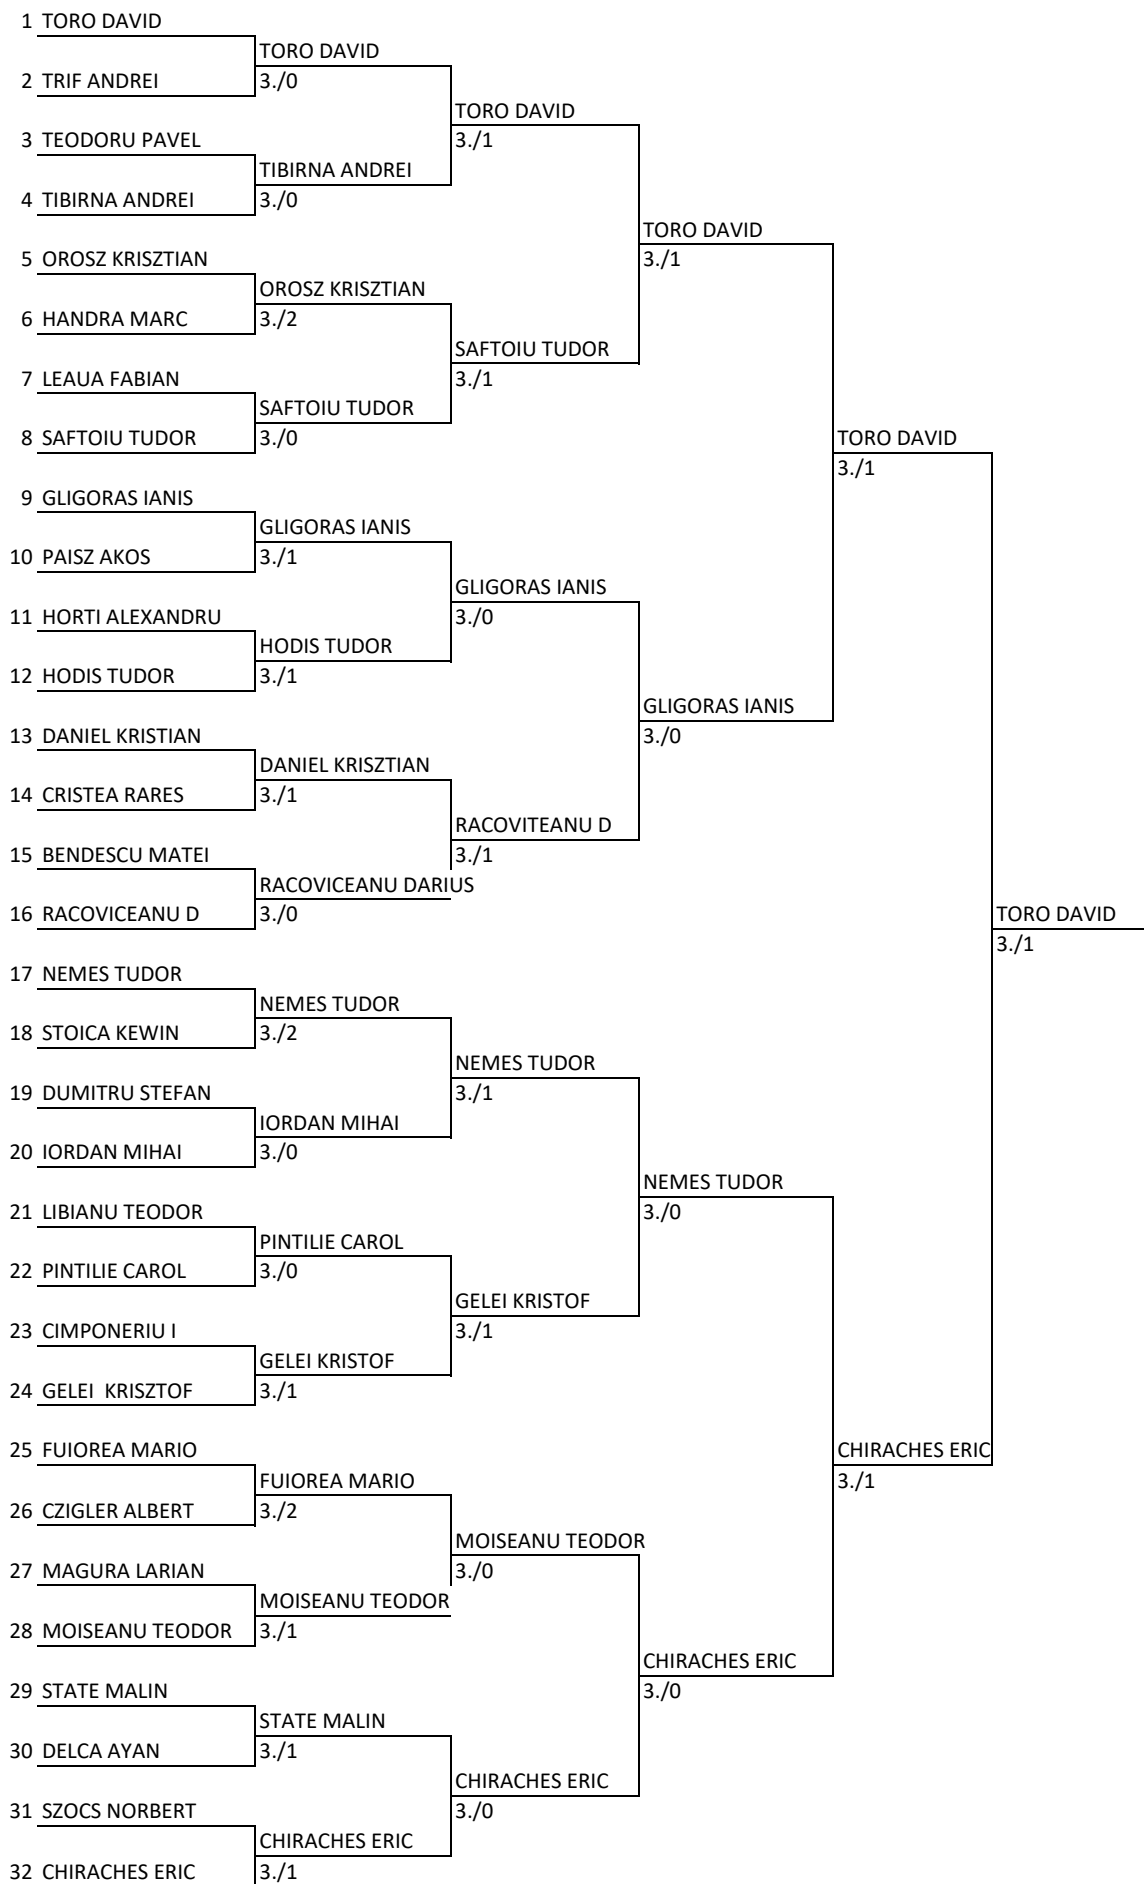 1 TORO DAVID
TORO DAVID
2 TRIF ANDREI
3./0
TORO DAVID
3 TEODORU PAVEL
3./1
TIBIRNA ANDREI
4 TIBIRNA ANDREI
3./0
TORO DAVID
5 OROSZ KRISZTIAN
3./1
OROSZ KRISZTIAN
6 HANDRA MARC
3./2
SAFTOIU TUDOR
7 LEAUA FABIAN
3./1
SAFTOIU TUDOR
8 SAFTOIU TUDOR
3./0
TORO DAVID
3./1
9 GLIGORAS IANIS
GLIGORAS IANIS
10 PAISZ AKOS
3./1
GLIGORAS IANIS
11 HORTI ALEXANDRU
3./0
HODIS TUDOR
12 HODIS TUDOR
3./1
GLIGORAS IANIS
13 DANIEL KRISTIAN
3./0
DANIEL KRISZTIAN
14 CRISTEA RARES
3./1
RACOVITEANU D
15 BENDESCU MATEI
3./1
RACOVICEANU DARIUS
16 RACOVICEANU D
3./0
TORO DAVID
3./1
17 NEMES TUDOR
NEMES TUDOR
18 STOICA KEWIN
3./2
NEMES TUDOR
19 DUMITRU STEFAN
3./1
IORDAN MIHAI
20 IORDAN MIHAI
3./0
NEMES TUDOR
21 LIBIANU TEODOR
3./0
PINTILIE CAROL
22 PINTILIE CAROL
3./0
GELEI KRISTOF
23 CIMPONERIU I
3./1
GELEI KRISTOF
24 GELEI  KRISZTOF
3./1
25 FUIOREA MARIO
CHIRACHES ERIC
3./1
FUIOREA MARIO
26 CZIGLER ALBERT
3./2
MOISEANU TEODOR
27 MAGURA LARIAN
3./0
MOISEANU TEODOR
28 MOISEANU TEODOR
3./1
CHIRACHES ERIC
29 STATE MALIN
3./0
STATE MALIN
30 DELCA AYAN
3./1
CHIRACHES ERIC
31 SZOCS NORBERT
3./0
CHIRACHES ERIC
32 CHIRACHES ERIC
3./1